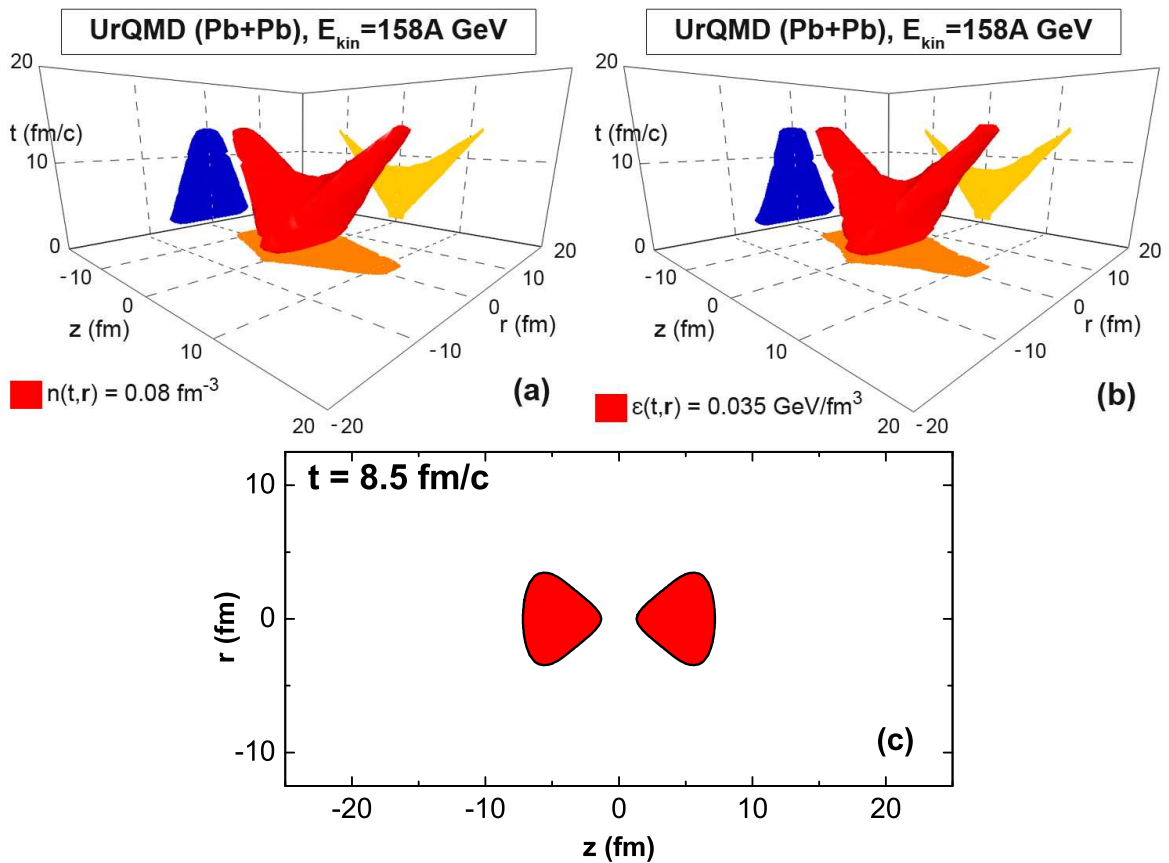 UrQMD (Pb+Pb), E_kin=158A GeV
20
t (fm/c)
10
0
-10
0
10
20
z (fm)
-20
-10
0
10
20
r (fm)
n(t,r) = 0.08 fm^-3
(a)
UrQMD (Pb+Pb), E_kin=158A GeV
20
t (fm/c)
10
0
-10
0
10
20
z (fm)
-20
-10
0
10
20
r (fm)
ε(t,r) = 0.035 GeV/fm^3
(b)
t = 8.5 fm/c
10
0
-10
r (fm)
(c)
-20
-10
0
10
20
z (fm)